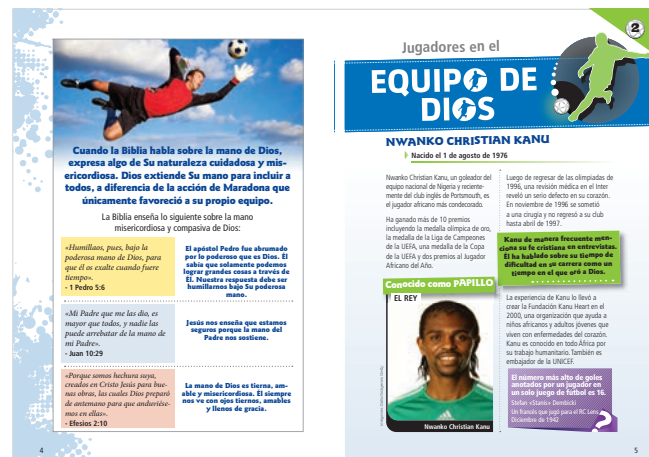 Cuando la Biblia habla sobre la mano de Dios,
expresa algo de Su naturaleza cuidadosa y mis-
ericordiosa. Dios extiende Su mano para incluir a
todos, a diferencia de la acción de Maradona que
únicamente favoreció a su propio equipo.
La Biblia enseña lo siguiente sobre la mano
misericordiosa y compasiva de Dios:
«Humillaos, pues, bajo la
poderosa mano de Dios, para
que él os exalte cuando fuere
tiempo».
- 1 Pedro 5:6
El apóstol Pedro fue abrumado
por lo poderoso que es Dios. Él
sabía que solamente podemos
lograr grandes cosas a través de
Él. Nuestra respuesta debe ser
humillarnos bajo Su poderosa
mano.
«Mi Padre que me las dio, es
mayor que todos, y nadie las
puede arrebatar de la mano de
mi Padre».
- Juan 10:29
Jesús nos enseña que estamos
seguros porque la mano del
Padre nos sostiene.
«Porque somos hechura suya,
creados en Cristo Jesús para bue-
nas obras, las cuales Dios preparó
de antemano para que anduviése-
mos en ellas».
- Efesios 2:10
La mano de Dios es tierna, am-
able y misericordiosa. Él siempre
nos ve con ojos tiernos, amables
y llenos de gracia.
4
2
Jugadores en el
EQUIPO DE
DIOS
NWANKO CHRISTIAN KANU
Nacido el 1 de agosto de 1976
Nwanko Christian Kanu, un goleador del
equipo nacional de Nigeria y reciente-
mente del club inglés de Portsmouth, es
el jugador africano más condecorado.
Ha ganado más de 10 premios
incluyendo la medalla olímpica de oro,
la medalla de la Liga de Campeones
de la UEFA, una medalla de la Copa
de la UEFA y dos premios al Jugador
Africano del Año.
Conocido como PAPILLO
EL REY
Nwanko Christian Kanu
Luego de regresar de las olimpiadas de
1996, una revisión médica en el Inter
reveló un serio defecto en su corazón.
En noviembre de 1996 se sometió
a una cirugía y no regresó a su club
hasta abril de 1997.
Kanu de manera frecuente men-
ciona su fe cristiana en entrevistas.
Él ha hablado sobre su tiempo de
dificultad en su carrera como un
tiempo en el que oró a Dios.
La experiencia de Kanu lo llevó a
crear la Fundación Kanu Heart en el
2000, una organización que ayuda a
niños africanos y adultos jóvenes que
viven con enfermedades del corazón.
Kanu es conocido en todo África por
su trabajo humanitario. También es
embajador de la UNICEF.
El número más alto de goles
anotados por un jugador en
un solo juego de fútbol es 16.
Stefan «Stanis» Dembicki
Un francés que jugó para el RC Lens,
Diciembre de 1942
?
5